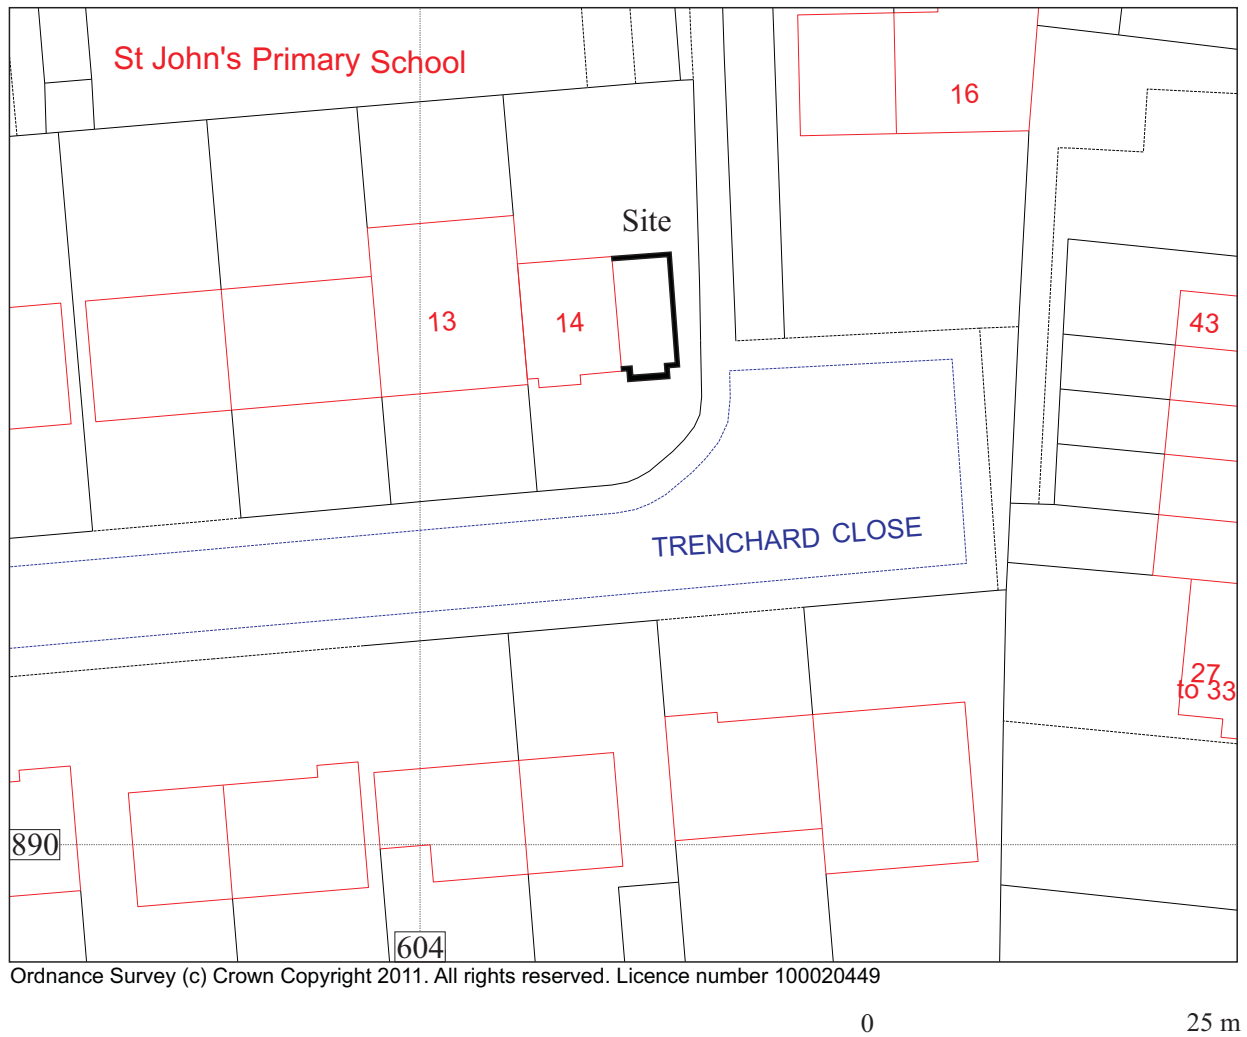 St John's Primary School
16
Site
13
14
43
TRENCHARD CLOSE
27
to 33
890
604
Ordnance Survey (c) Crown Copyright 2011. All rights reserved. Licence number 100020449
0 25 m